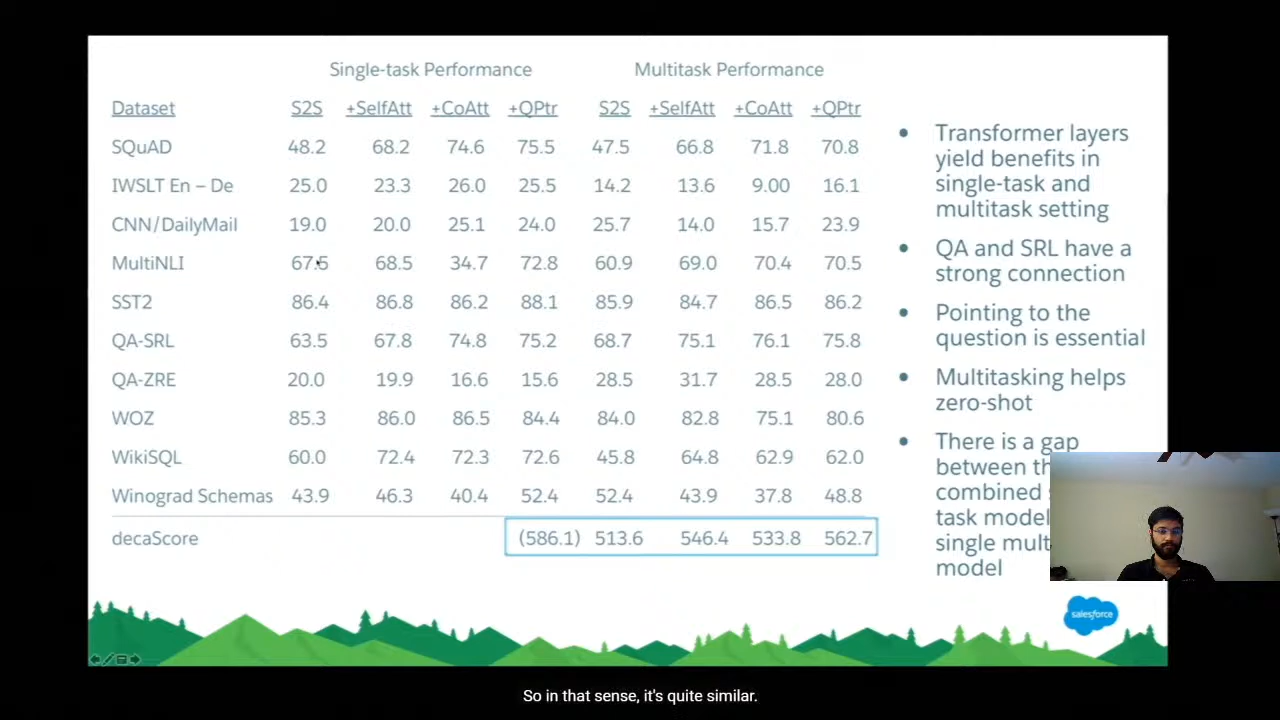 Single-task Performance Multitask Performance
Dataset S2S +SelfAtt +CoAtt +QPtr S2S +SelfAtt +CoAtt +QPtr
SQuAD 48.2 68.2 74.6 75.5 47.5 66.8 71.8 70.8
IWSLT En – De 25.0 23.3 26.0 25.5 14.2 13.6 9.00 16.1
CNN/DailyMail 19.0 20.0 25.1 24.0 25.7 14.0 15.7 23.9
MultiNLI 67.5 68.5 34.7 72.8 60.9 69.0 70.4 70.5
SST2 86.4 86.8 86.2 88.1 85.9 84.7 86.5 86.2
QA-SRL 63.5 67.8 74.8 75.2 68.7 75.1 76.1 75.8
QA-ZRE 20.0 19.9 16.6 15.6 28.5 31.7 28.5 28.0
WOZ 85.3 86.0 86.5 84.4 84.0 82.8 75.1 80.6
WikiSQL 60.0 72.4 72.3 72.6 45.8 64.8 62.9 62.0
Winograd Schemas 43.9 46.3 40.4 52.4 52.4 43.9 37.8 48.8
decaScore (586.1) 513.6 546.4 533.8 562.7
• Transformer layers
yield benefits in
single-task and
multitask setting
• QA and SRL have a
strong connection
• Pointing to the
question is essential
• Multitasking helps
zero-shot
• There is a gap
between
combined
task model
single
model
salesforce
So in that sense, it's quite similar.